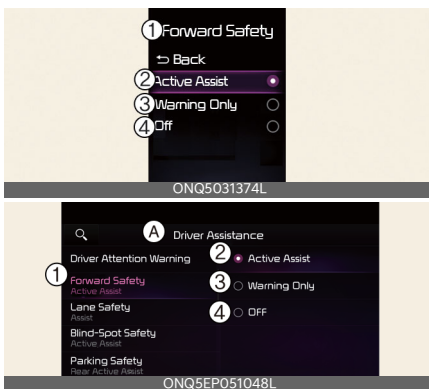 ① Forward Safety
⮌ Back
② Active Assist
③ Warning Only
④ Off
ONQ5031374L
Ⓐ Driver Assistance
Driver Attention Warning
② Active Assist
① Forward Safety
Active Assist
③ Warning Only
Lane Safety
Assist
④ OFF
Blind-Spot Safety
Active Assist
Parking Safety
Rear Active Assist
ONQ5EP051048L